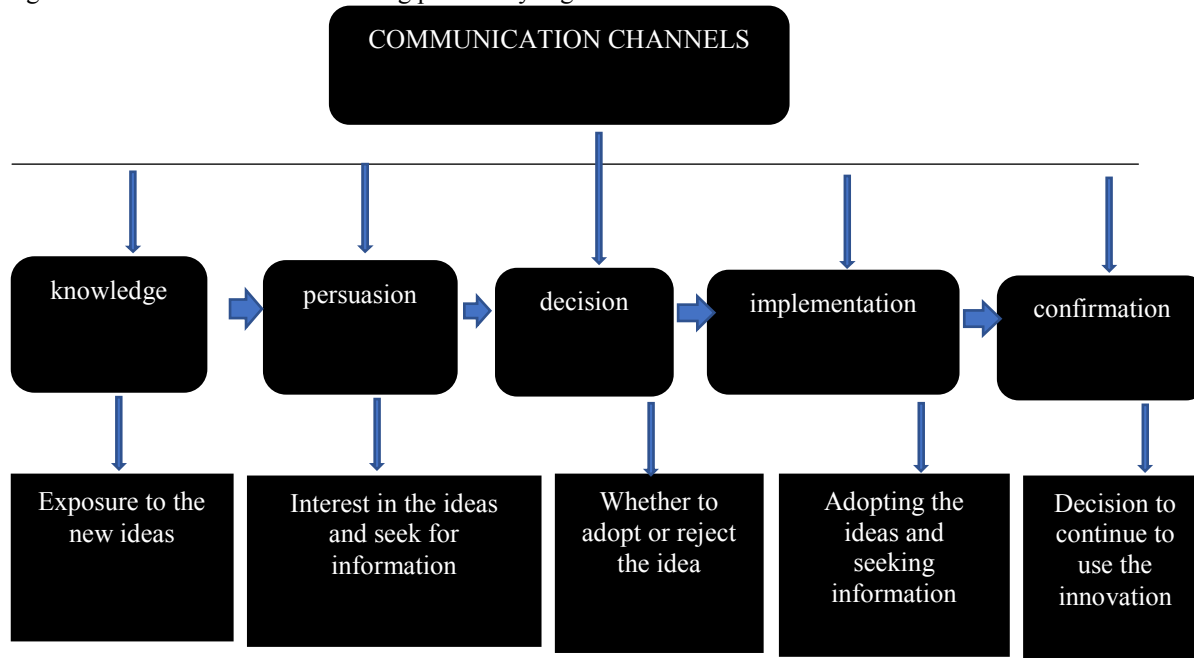 COMMUNICATION CHANNELS
knowledge
persuasion
decision
implementation
confirmation
Exposure to the
new ideas
Interest in the ideas
and seek for
information
Whether to
adopt or reject
the idea
Adopting the
ideas and
seeking
information
Decision to
continue to
use the
innovation